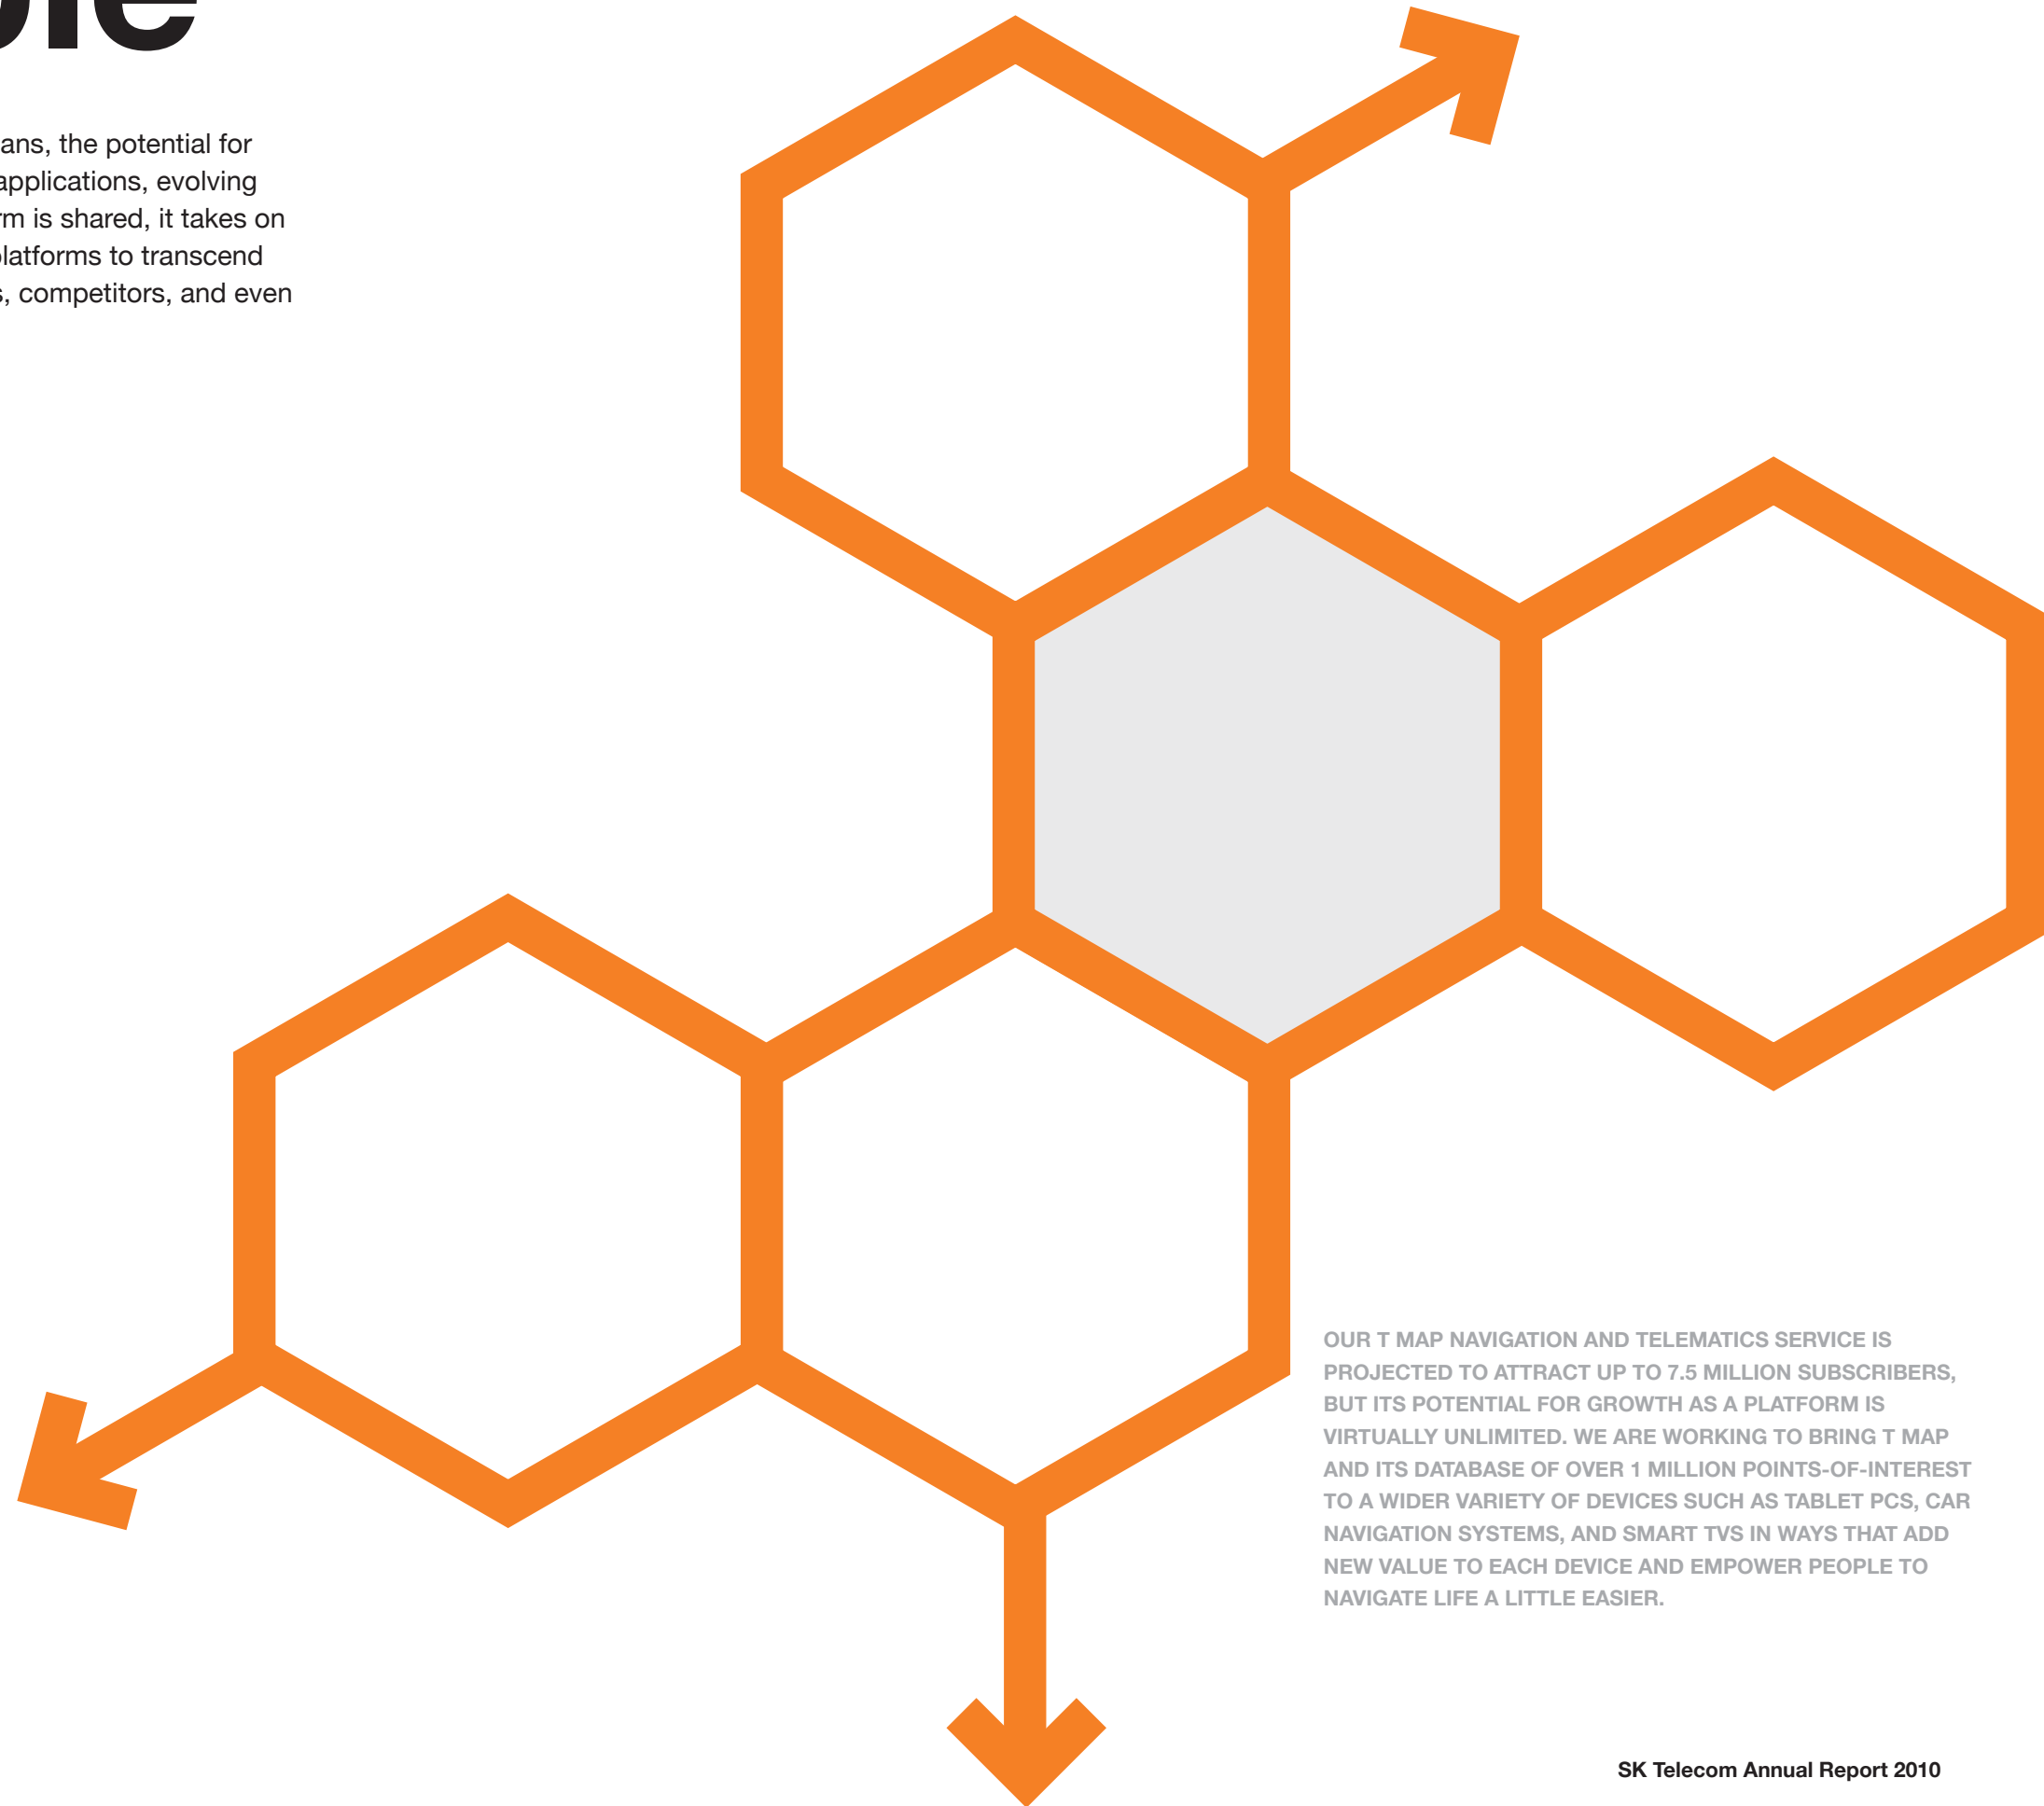 ans, the potential for
applications, evolving
rm is shared, it takes on
platforms to transcend
s, competitors, and even
OUR T MAP NAVIGATION AND TELEMATICS SERVICE IS
PROJECTED TO ATTRACT UP TO 7.5 MILLION SUBSCRIBERS,
BUT ITS POTENTIAL FOR GROWTH AS A PLATFORM IS
VIRTUALLY UNLIMITED. WE ARE WORKING TO BRING T MAP
AND ITS DATABASE OF OVER 1 MILLION POINTS-OF-INTEREST
TO A WIDER VARIETY OF DEVICES SUCH AS TABLET PCS, CAR
NAVIGATION SYSTEMS, AND SMART TVS IN WAYS THAT ADD
NEW VALUE TO EACH DEVICE AND EMPOWER PEOPLE TO
NAVIGATE LIFE A LITTLE EASIER.
SK Telecom Annual Report 2010